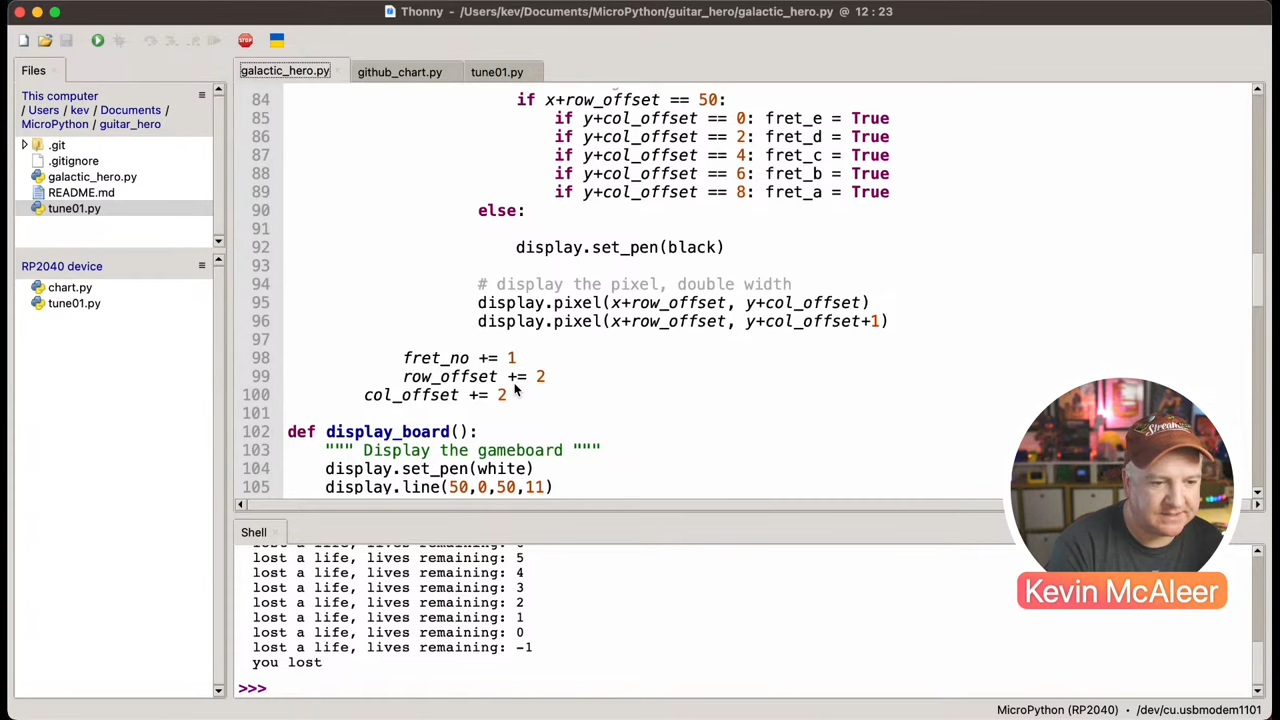 Thonny - /Users/kev/Documents/MicroPython/guitar_hero/galactic_hero.py @ 12 : 23
Files
This computer
/ Users / kev / Documents /
MicroPython / guitar_hero
.git
.gitignore
galactic_hero.py
README.md
tune01.py
RP2040 device
chart.py
tune01.py
galactic_hero.py
github_chart.py
tune01.py
84 if x+row_offset == 50:
85 if y+col_offset == 0: fret_e = True
86 if y+col_offset == 2: fret_d = True
87 if y+col_offset == 4: fret_c = True
88 if y+col_offset == 6: fret_b = True
89 if y+col_offset == 8: fret_a = True
90 else:
91
92 display.set_pen(black)
93
94 # display the pixel, double width
95 display.pixel(x+row_offset, y+col_offset)
96 display.pixel(x+row_offset, y+col_offset+1)
97
98 fret_no += 1
99 row_offset += 2
100 col_offset += 2
101
102 def display_board():
103 """ Display the gameboard """
104 display.set_pen(white)
105 display.line(50,0,50,11)
Shell
lost a life, lives remaining: 5
lost a life, lives remaining: 4
lost a life, lives remaining: 3
lost a life, lives remaining: 2
lost a life, lives remaining: 1
lost a life, lives remaining: 0
lost a life, lives remaining: -1
you lost
>>>
Kevin McAleer
MicroPython (RP2040) • /dev/cu.usbmodem1101